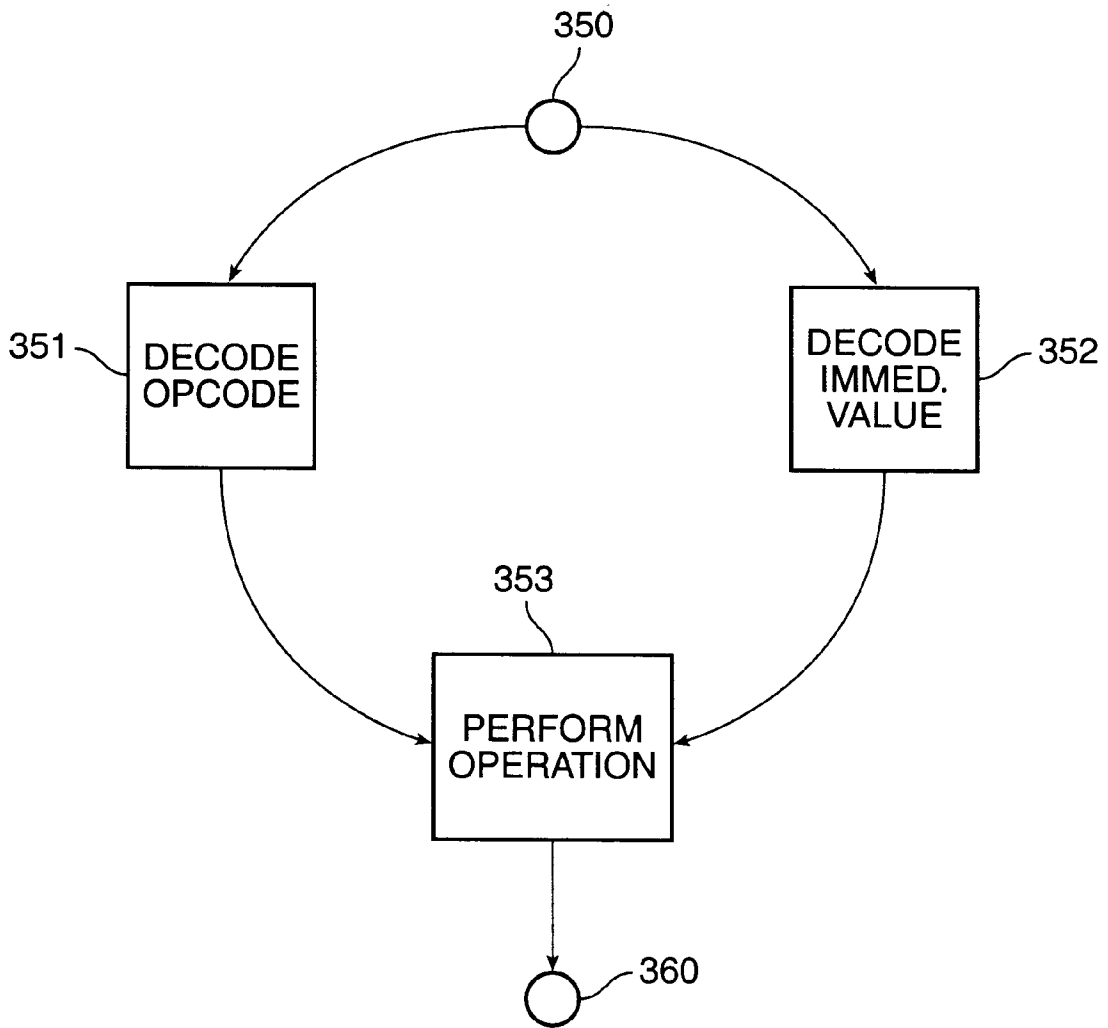 350
351
DECODE
OPCODE
DECODE
IMMED.
VALUE
352
353
PERFORM
OPERATION
360